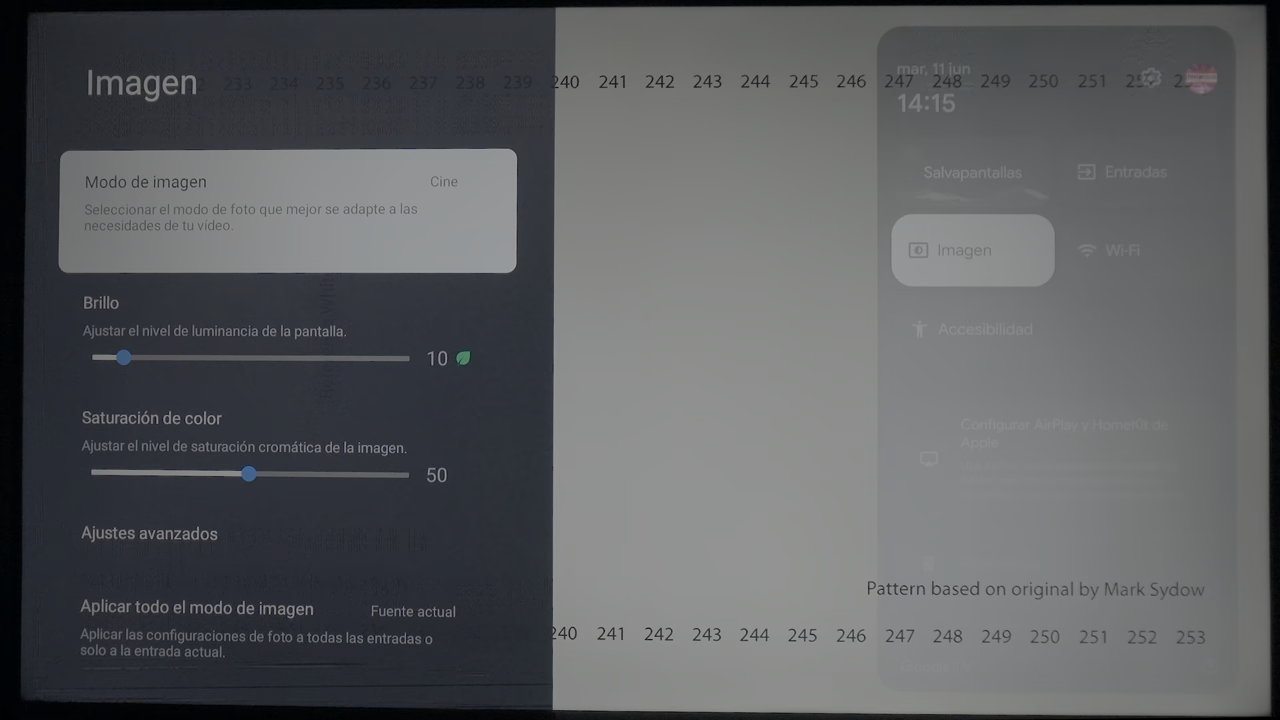 Imagen
233 234 235 236 237 238 239 240 241 242 243 244 245 246 247 248 249 250 251
mar, 11 jun
14:15
Modo de imagen Cine
Seleccionar el modo de foto que mejor se adapte a las
necesidades de tu vídeo.
Brillo
Ajustar el nivel de luminancia de la pantalla.
10
Saturación de color
Ajustar el nivel de saturación cromática de la imagen.
50
Ajustes avanzados
Aplicar todo el modo de imagen Fuente actual
Aplicar las configuraciones de foto a todas las entradas o
solo a la entrada actual.
Salvapantallas Entradas
Imagen Wi-Fi
Accesibilidad
Configurar AirPlay y HomeKit de
Apple
Pattern based on original by Mark Sydow
240 241 242 243 244 245 246 247 248 249 250 251 252 253